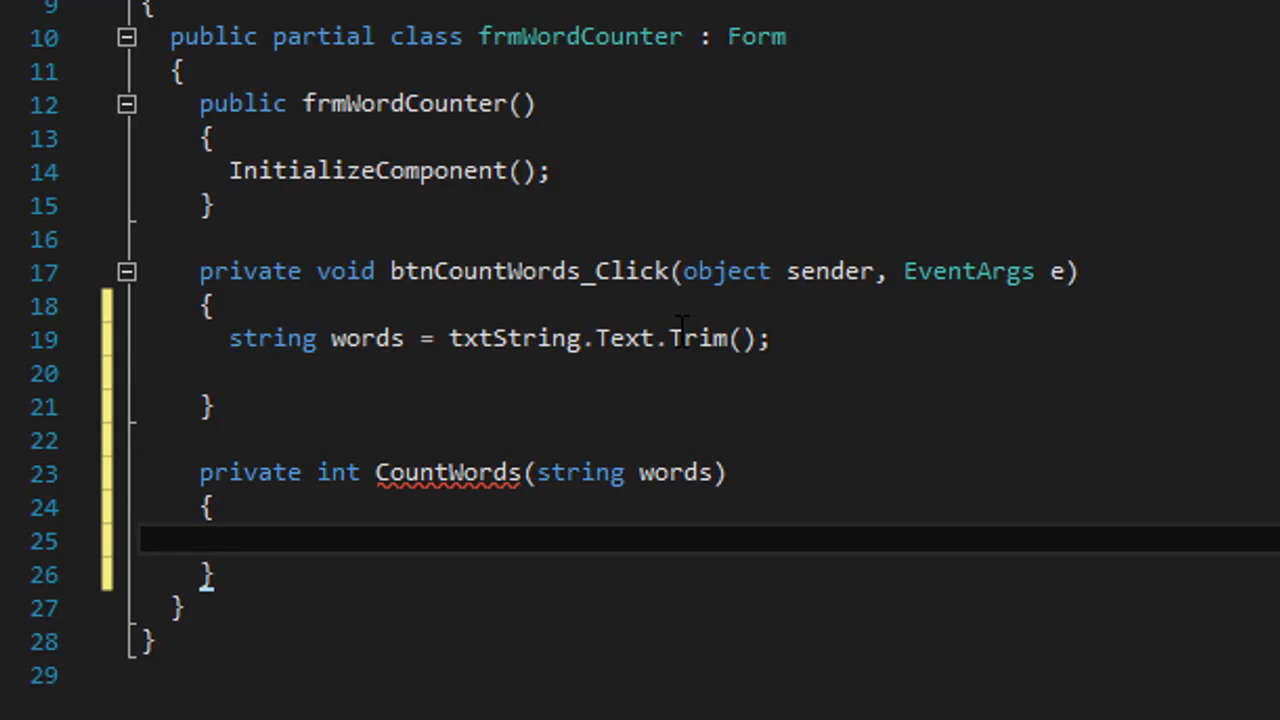 9 {
10 public partial class frmWordCounter : Form
11 {
12 public frmWordCounter()
13 {
14 InitializeComponent();
15 }
16
17 private void btnCountWords_Click(object sender, EventArgs e)
18 {
19 string words = txtString.Text.Trim();
20
21 }
22
23 private int CountWords(string words)
24 {
25
26 }
27 }
28 }
29